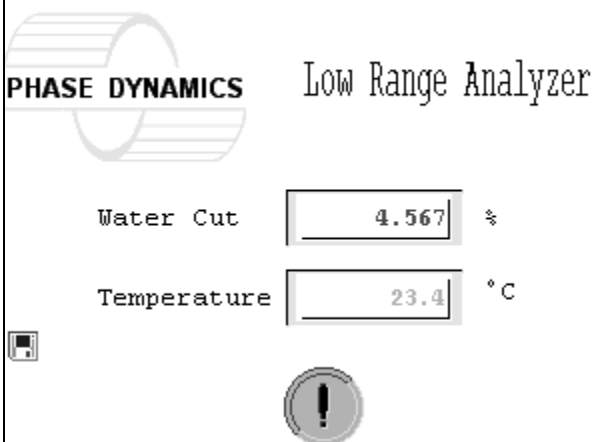 PHASE DYNAMICS
Low Range Analyzer
Water Cut 4.567 %
Temperature 23.4 °C
!